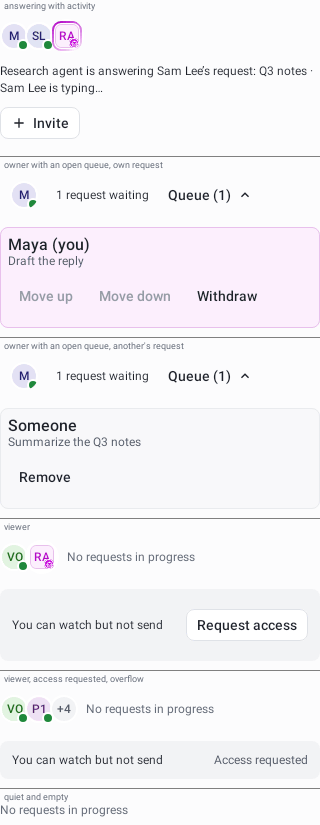 answering with activity
M SL RA
Research agent is answering Sam Lee's request: Q3 notes ·
Sam Lee is typing...
+ Invite
owner with an open queue, own request
M 1 request waiting Queue (1)
Maya (you)
Draft the reply
Move up Move down Withdraw
owner with an open queue, another's request
M 1 request waiting Queue (1)
Someone
Summarize the Q3 notes
Remove
viewer
VO RA No requests in progress
You can watch but not send Request access
viewer, access requested, overflow
VO P1 +4 No requests in progress
You can watch but not send Access requested
quiet and empty
No requests in progress